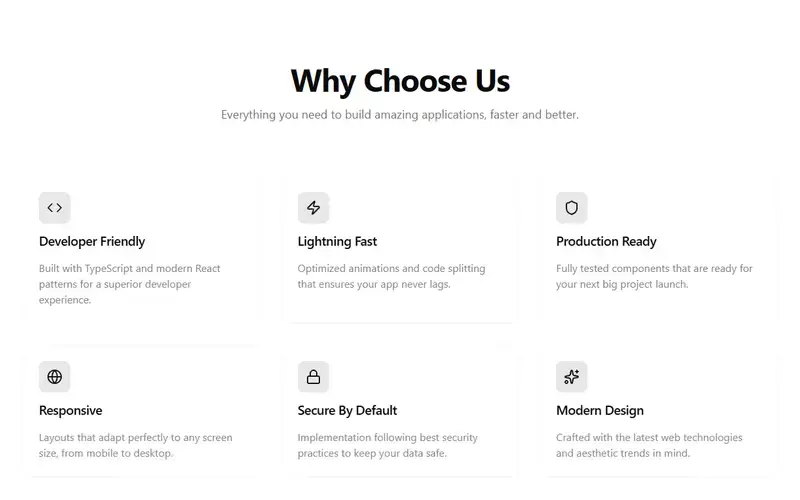 Why Choose Us
Everything you need to build amazing applications, faster and better.
Developer Friendly
Built with TypeScript and modern React
patterns for a superior developer
experience.
Lightning Fast
Optimized animations and code splitting
that ensures your app never lags.
Production Ready
Fully tested components that are ready for
your next big project launch.
Responsive
Layouts that adapt perfectly to any screen
size, from mobile to desktop.
Secure By Default
Implementation following best security
practices to keep your data safe.
Modern Design
Crafted with the latest web technologies
and aesthetic trends in mind.